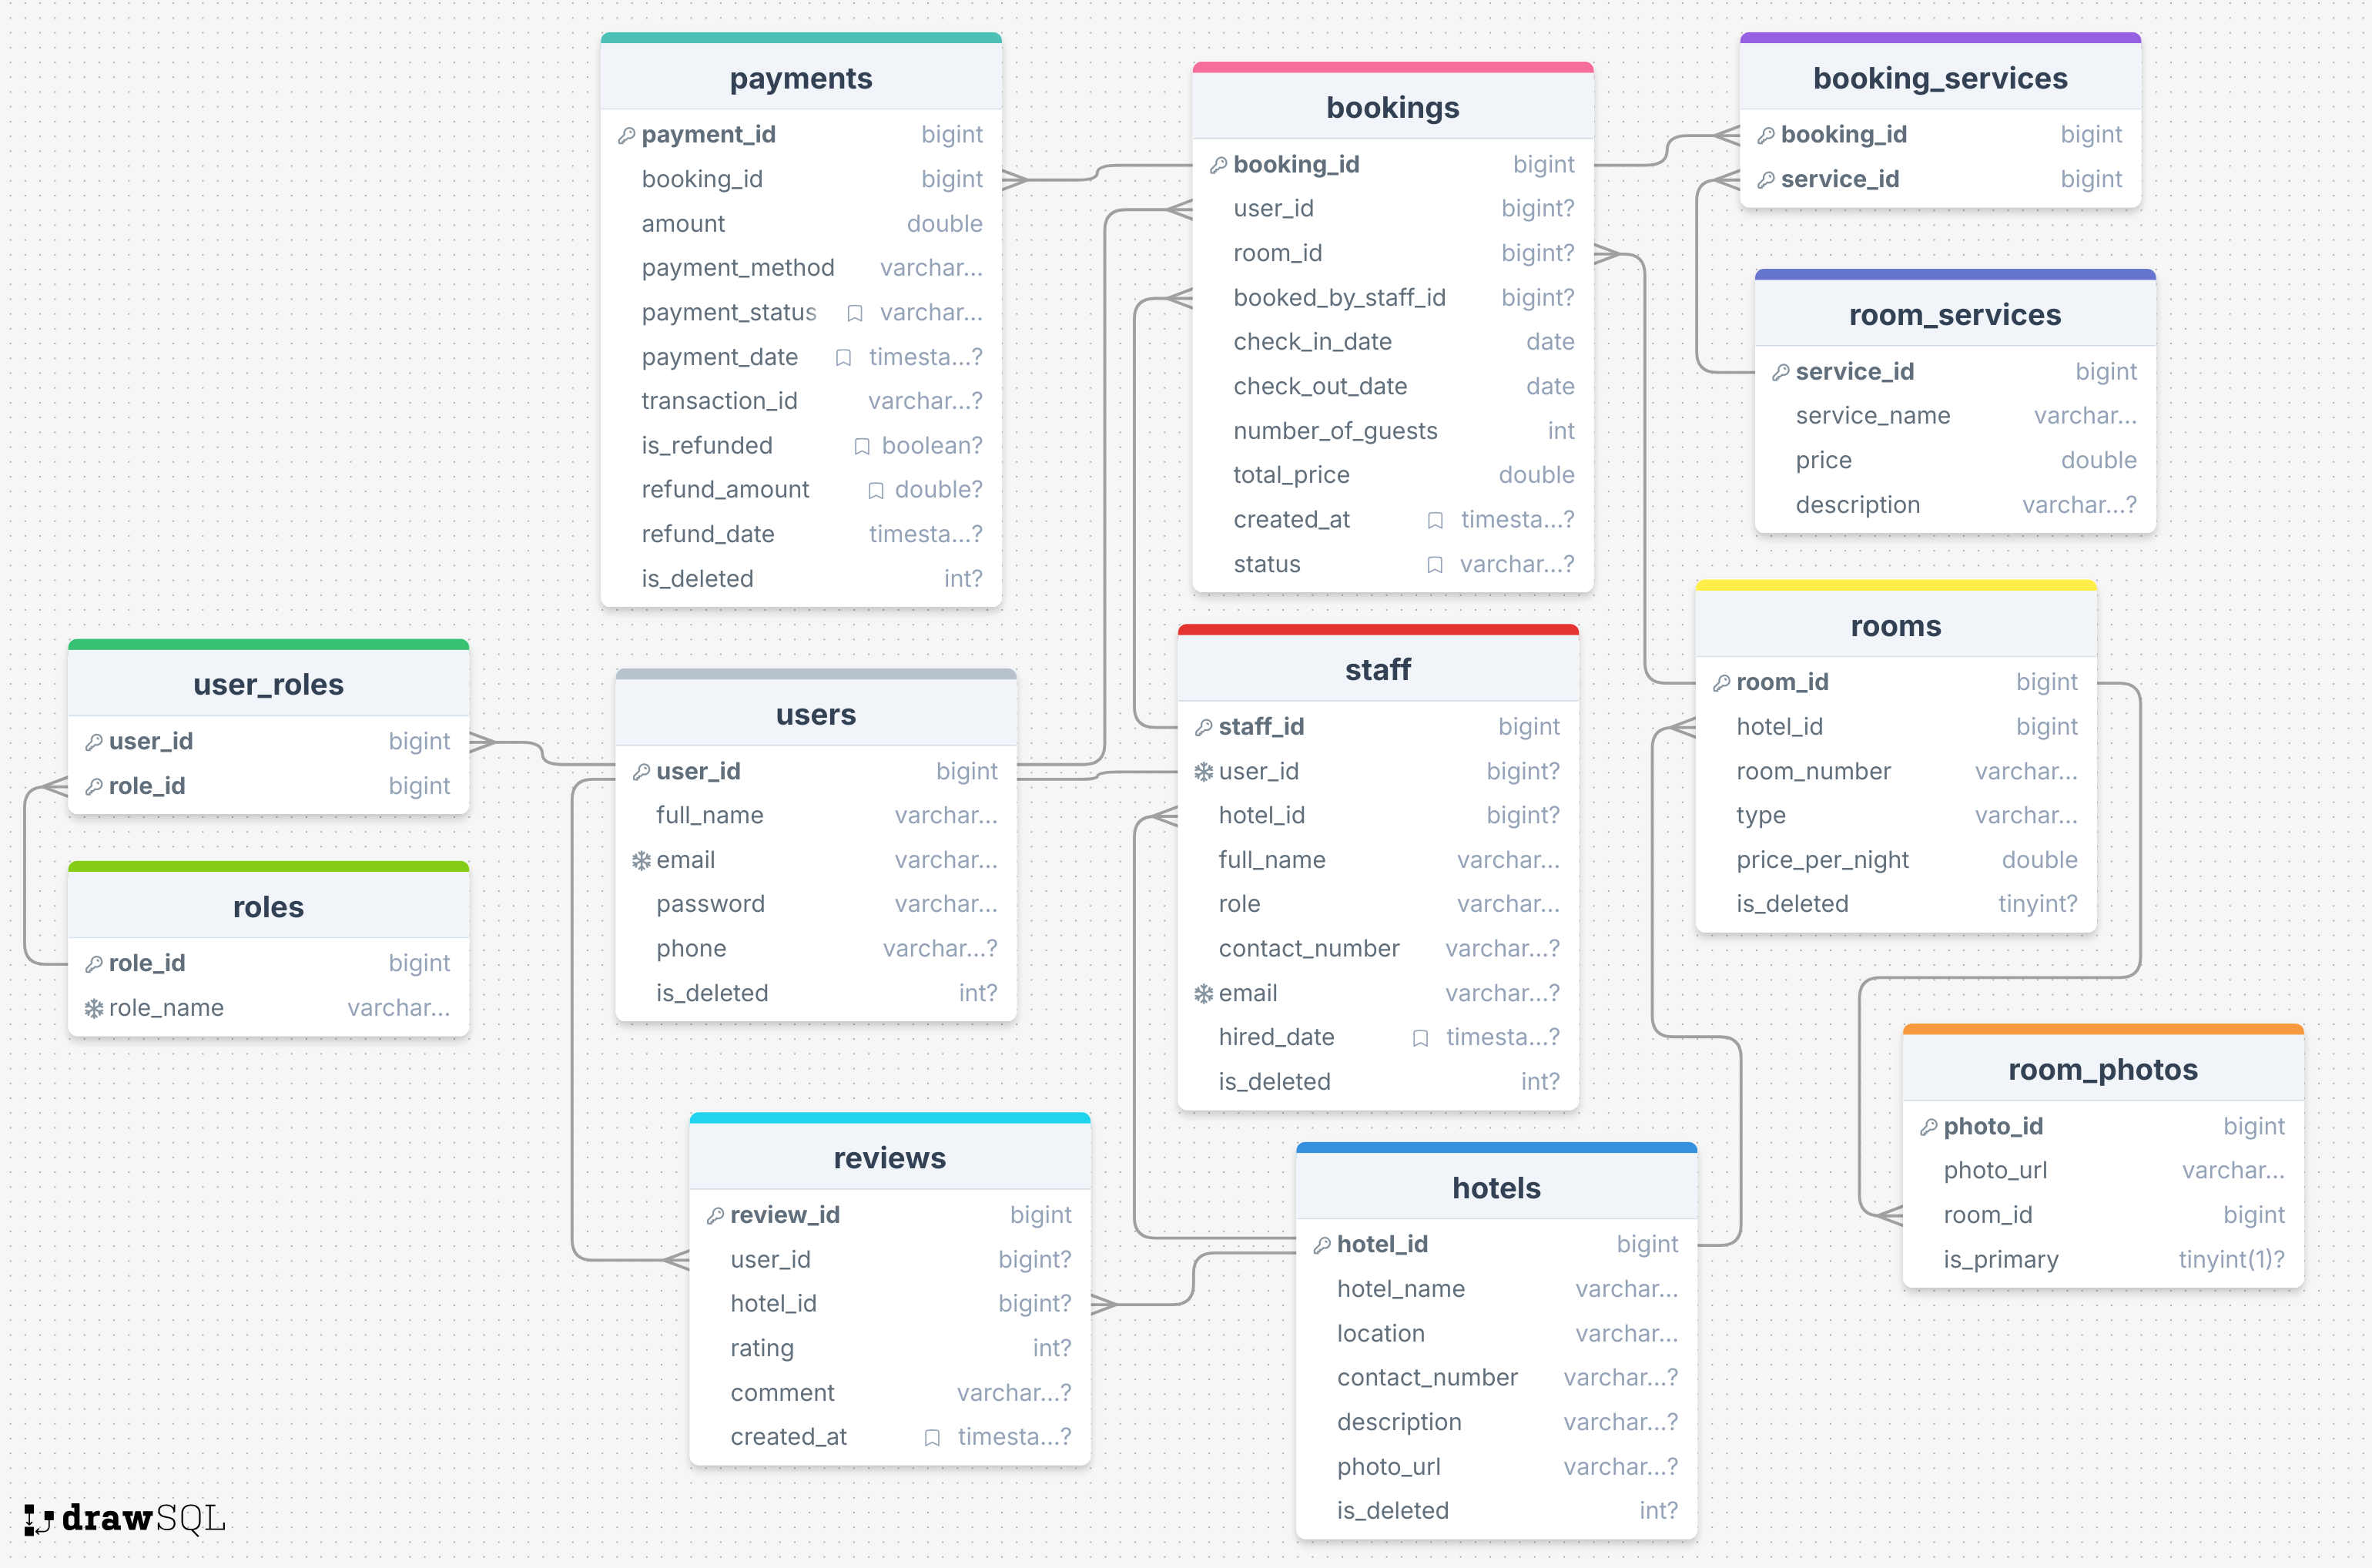 payments
payment_id bigint
booking_id bigint
amount double
payment_method varchar...
payment_status varchar...
payment_date timesta...?
transaction_id varchar...?
is_refunded boolean?
refund_amount double?
refund_date timesta...?
is_deleted int?
bookings
booking_id bigint
user_id bigint?
room_id bigint?
booked_by_staff_id bigint?
check_in_date date
check_out_date date
number_of_guests int
total_price double
created_at timesta...?
status varchar...?
booking_services
booking_id bigint
service_id bigint
room_services
service_id bigint
service_name varchar...
price double
description varchar...?
user_roles
user_id bigint
role_id bigint
roles
role_id bigint
role_name varchar...
users
user_id bigint
full_name varchar...
email varchar...
password varchar...
phone varchar...?
is_deleted int?
staff
staff_id bigint
user_id bigint?
hotel_id bigint?
full_name varchar...
role varchar...
contact_number varchar...?
email varchar...?
hired_date timesta...?
is_deleted int?
rooms
room_id bigint
hotel_id bigint
room_number varchar...
type varchar...
price_per_night double
is_deleted tinyint?
room_photos
photo_id bigint
photo_url varchar...
room_id bigint
is_primary tinyint(1)?
reviews
review_id bigint
user_id bigint?
hotel_id bigint?
rating int?
comment varchar...?
created_at timesta...?
hotels
hotel_id bigint
hotel_name varchar...
location varchar...
contact_number varchar...?
description varchar...?
photo_url varchar...?
is_deleted int?
drawSQL